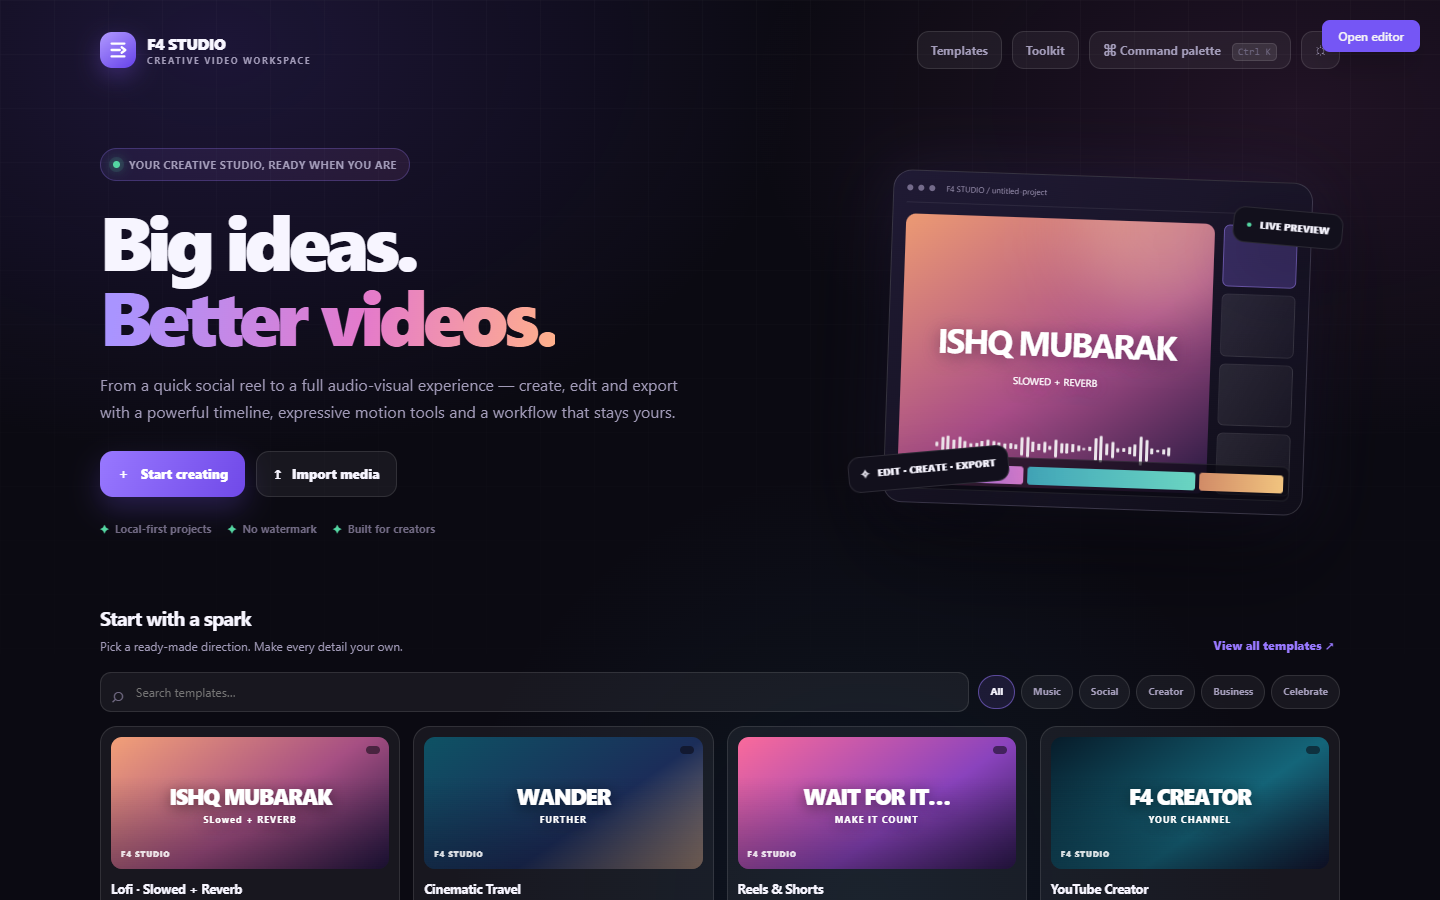 F4 STUDIO
CREATIVE VIDEO WORKSPACE
Templates
Toolkit
⌘ Command palette Ctrl K
Open editor
YOUR CREATIVE STUDIO, READY WHEN YOU ARE
Big ideas.
Better videos.
From a quick social reel to a full audio-visual experience — create, edit and export
with a powerful timeline, expressive motion tools and a workflow that stays yours.
+ Start creating
↥ Import media
✦ Local-first projects ✦ No watermark ✦ Built for creators
F4 STUDIO / untitled-project
LIVE PREVIEW
ISHQ MUBARAK
SLOWED + REVERB
✦ EDIT · CREATE · EXPORT
Start with a spark
Pick a ready-made direction. Make every detail your own.
View all templates ↗
Search templates...
All
Music
Social
Creator
Business
Celebrate
ISHQ MUBARAK
SLowed + REVERB
F4 STUDIO
Lofi · Slowed + Reverb
WANDER
FURTHER
F4 STUDIO
Cinematic Travel
WAIT FOR IT...
MAKE IT COUNT
F4 STUDIO
Reels & Shorts
F4 CREATOR
YOUR CHANNEL
F4 STUDIO
YouTube Creator